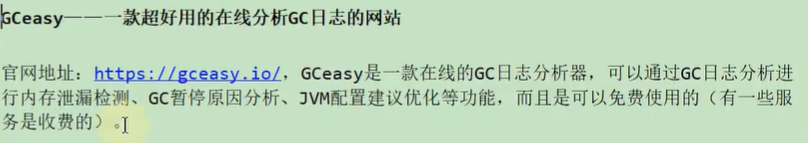 GCeasy——一款超好用的在线分析GC日志的网站
官网地址：https://gceasy.io/，GCeasy是一款在线的GC日志分析器，可以通过GC日志分析进
行内存泄漏检测、GC暂停原因分析、JVM配置建议优化等功能，而且是可以免费使用的（有一些服
务是收费的）。